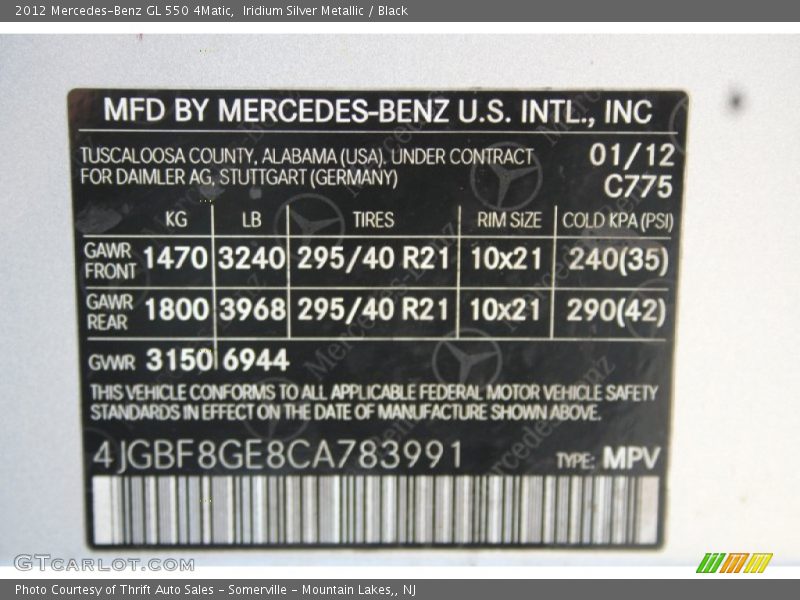 2012 Mercedes-Benz GL 550 4Matic,  Iridium Silver Metallic / Black
MFD BY MERCEDES-BENZ U.S. INTL., INC
TUSCALOOSA COUNTY, ALABAMA (USA), UNDER CONTRACT 01/12
FOR DAIMLER AG, STUTTGART (GERMANY) C775
KG LB TIRES RIM SIZE COLD KPA (PSI)
GAWR FRONT 1470 3240 295/40 R21 10x21 240(35)
GAWR REAR 1800 3968 295/40 R21 10x21 290(42)
GWR 3150 6944
THIS VEHICLE CONFORMS TO ALL APPLICABLE FEDERAL MOTOR VEHICLE SAFETY
STANDARDS IN EFFECT ON THE DATE OF MANUFACTURE SHOWN ABOVE.
4JGBF8GE8CA783991 TYPE: MPV
GTCARLOT.COM
Photo Courtesy of Thrift Auto Sales - Somerville - Mountain Lakes,, NJ